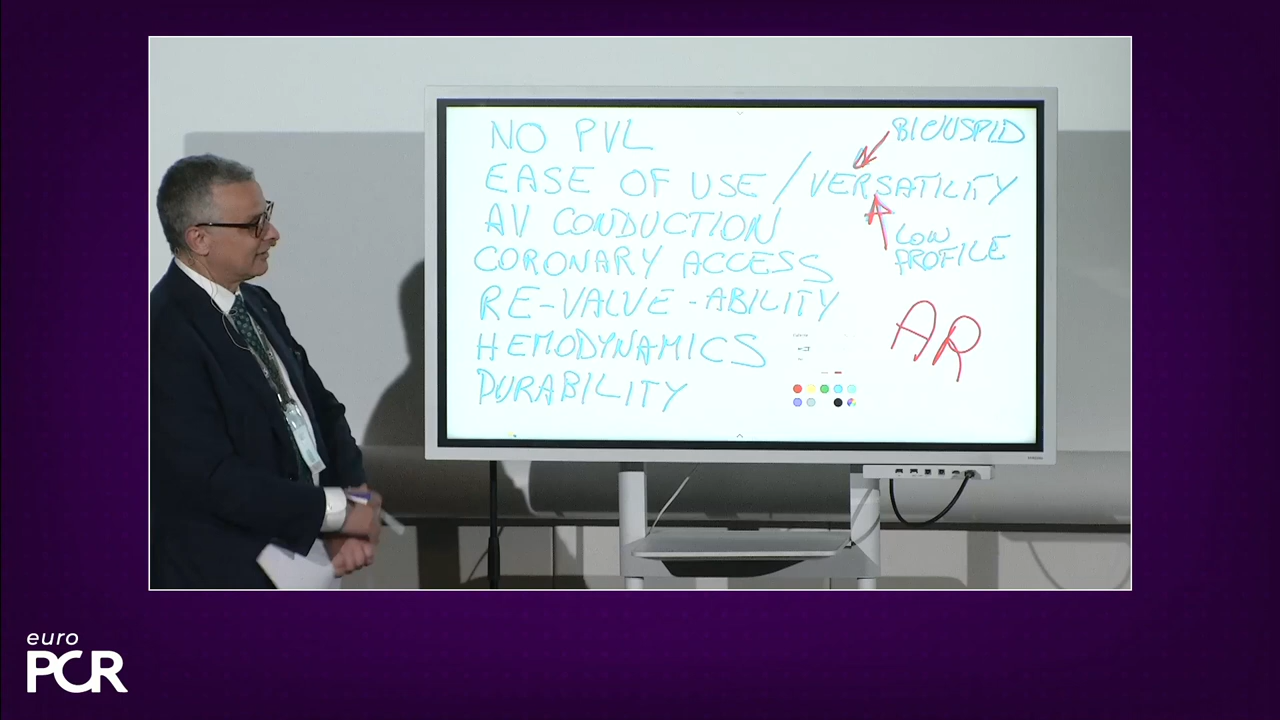 NO PVL
BICUSPID
EASE OF USE / VERSATILITY
AV CONDUCTION
LOW
PROFILE
CORONARY ACCESS
RE-VALVE-ABILITY
AR
HEMODYNAMICS
DURABILITY
SAMSUNG
euro
PCR